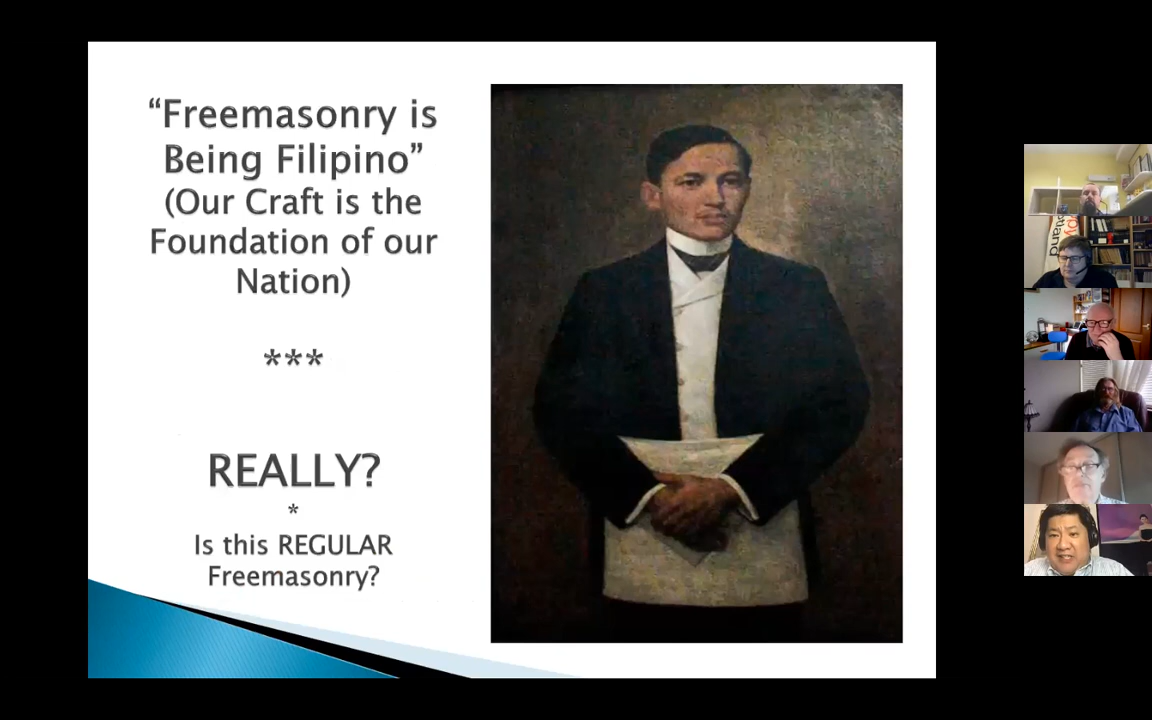 “Freemasonry is
Being Filipino”
(Our Craft is the
Foundation of our
Nation)
***
REALLY?
*
Is this REGULAR
Freemasonry?